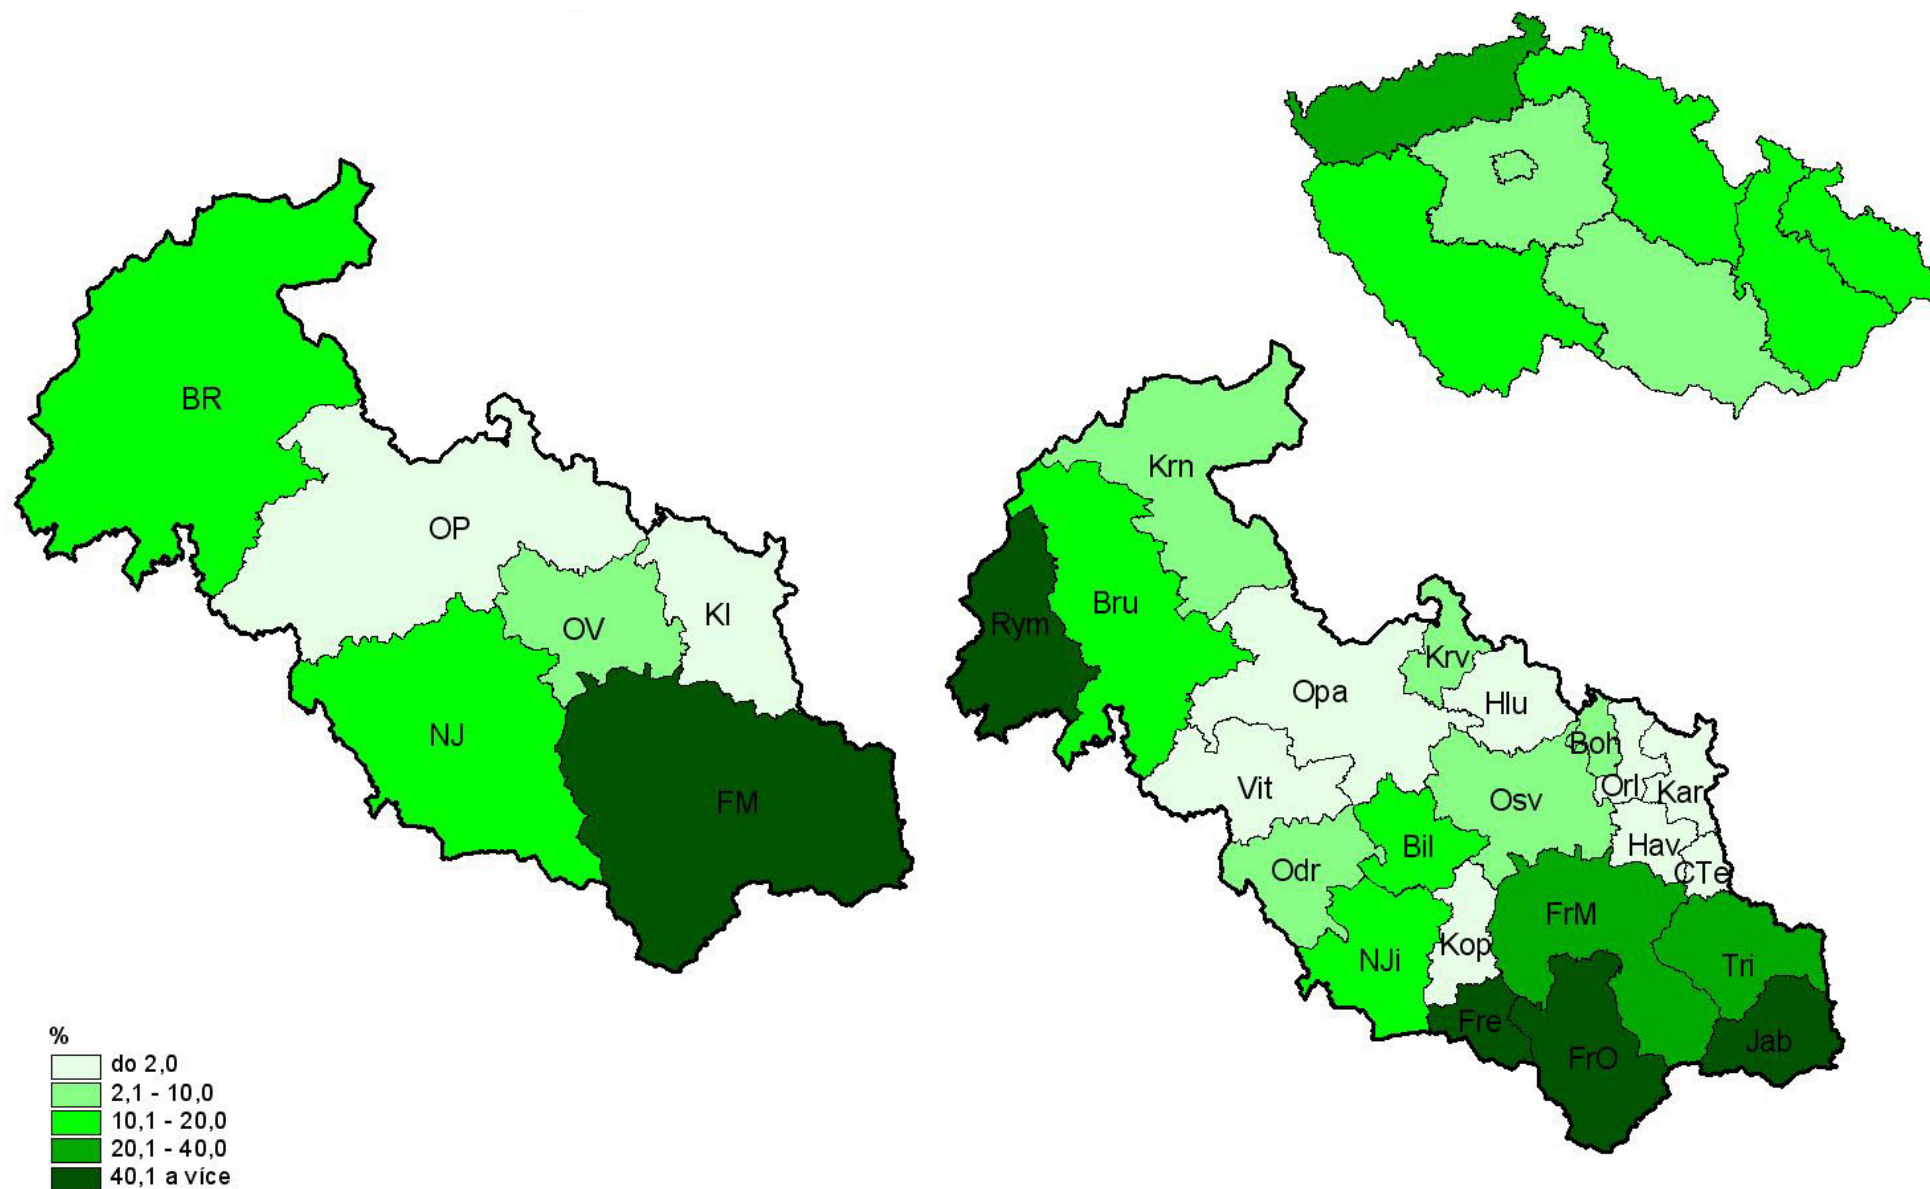 BR
OP
OV
KI
NJ
FM
Krn
Bru
Rym
Krv
Opa
Hlu
Boh
Vit
Orl
Kar
Osv
Bil
Hav
Odr
CTe
FrM
Kop
NJi
Tri
Fre
Jab
FrO
%
do 2,0
2,1 - 10,0
10,1 - 20,0
20,1 - 40,0
40,1 a více